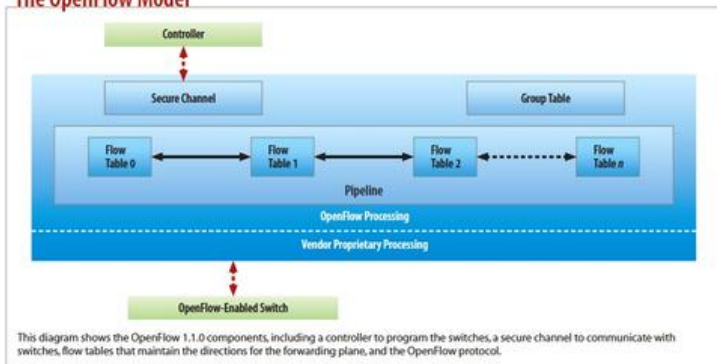 The OpenFlow Model
Controller
Secure Channel
Group Table
Flow
Table 0
Flow
Table 1
Flow
Table 2
Flow
Table n
Pipeline
OpenFlow Processing
Vendor Proprietary Processing
OpenFlow-Enabled Switch
This diagram shows the OpenFlow 1.1.0 components, including a controller to program the switches, a secure channel to communicate with
switches, flow tables that maintain the directions for the forwarding plane, and the OpenFlow protocol.